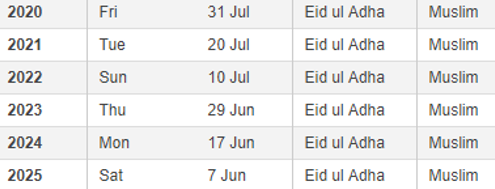 2020 Fri 31 Jul Eid ul Adha Muslim
2021 Tue 20 Jul Eid ul Adha Muslim
2022 Sun 10 Jul Eid ul Adha Muslim
2023 Thu 29 Jun Eid ul Adha Muslim
2024 Mon 17 Jun Eid ul Adha Muslim
2025 Sat 7 Jun Eid ul Adha Muslim